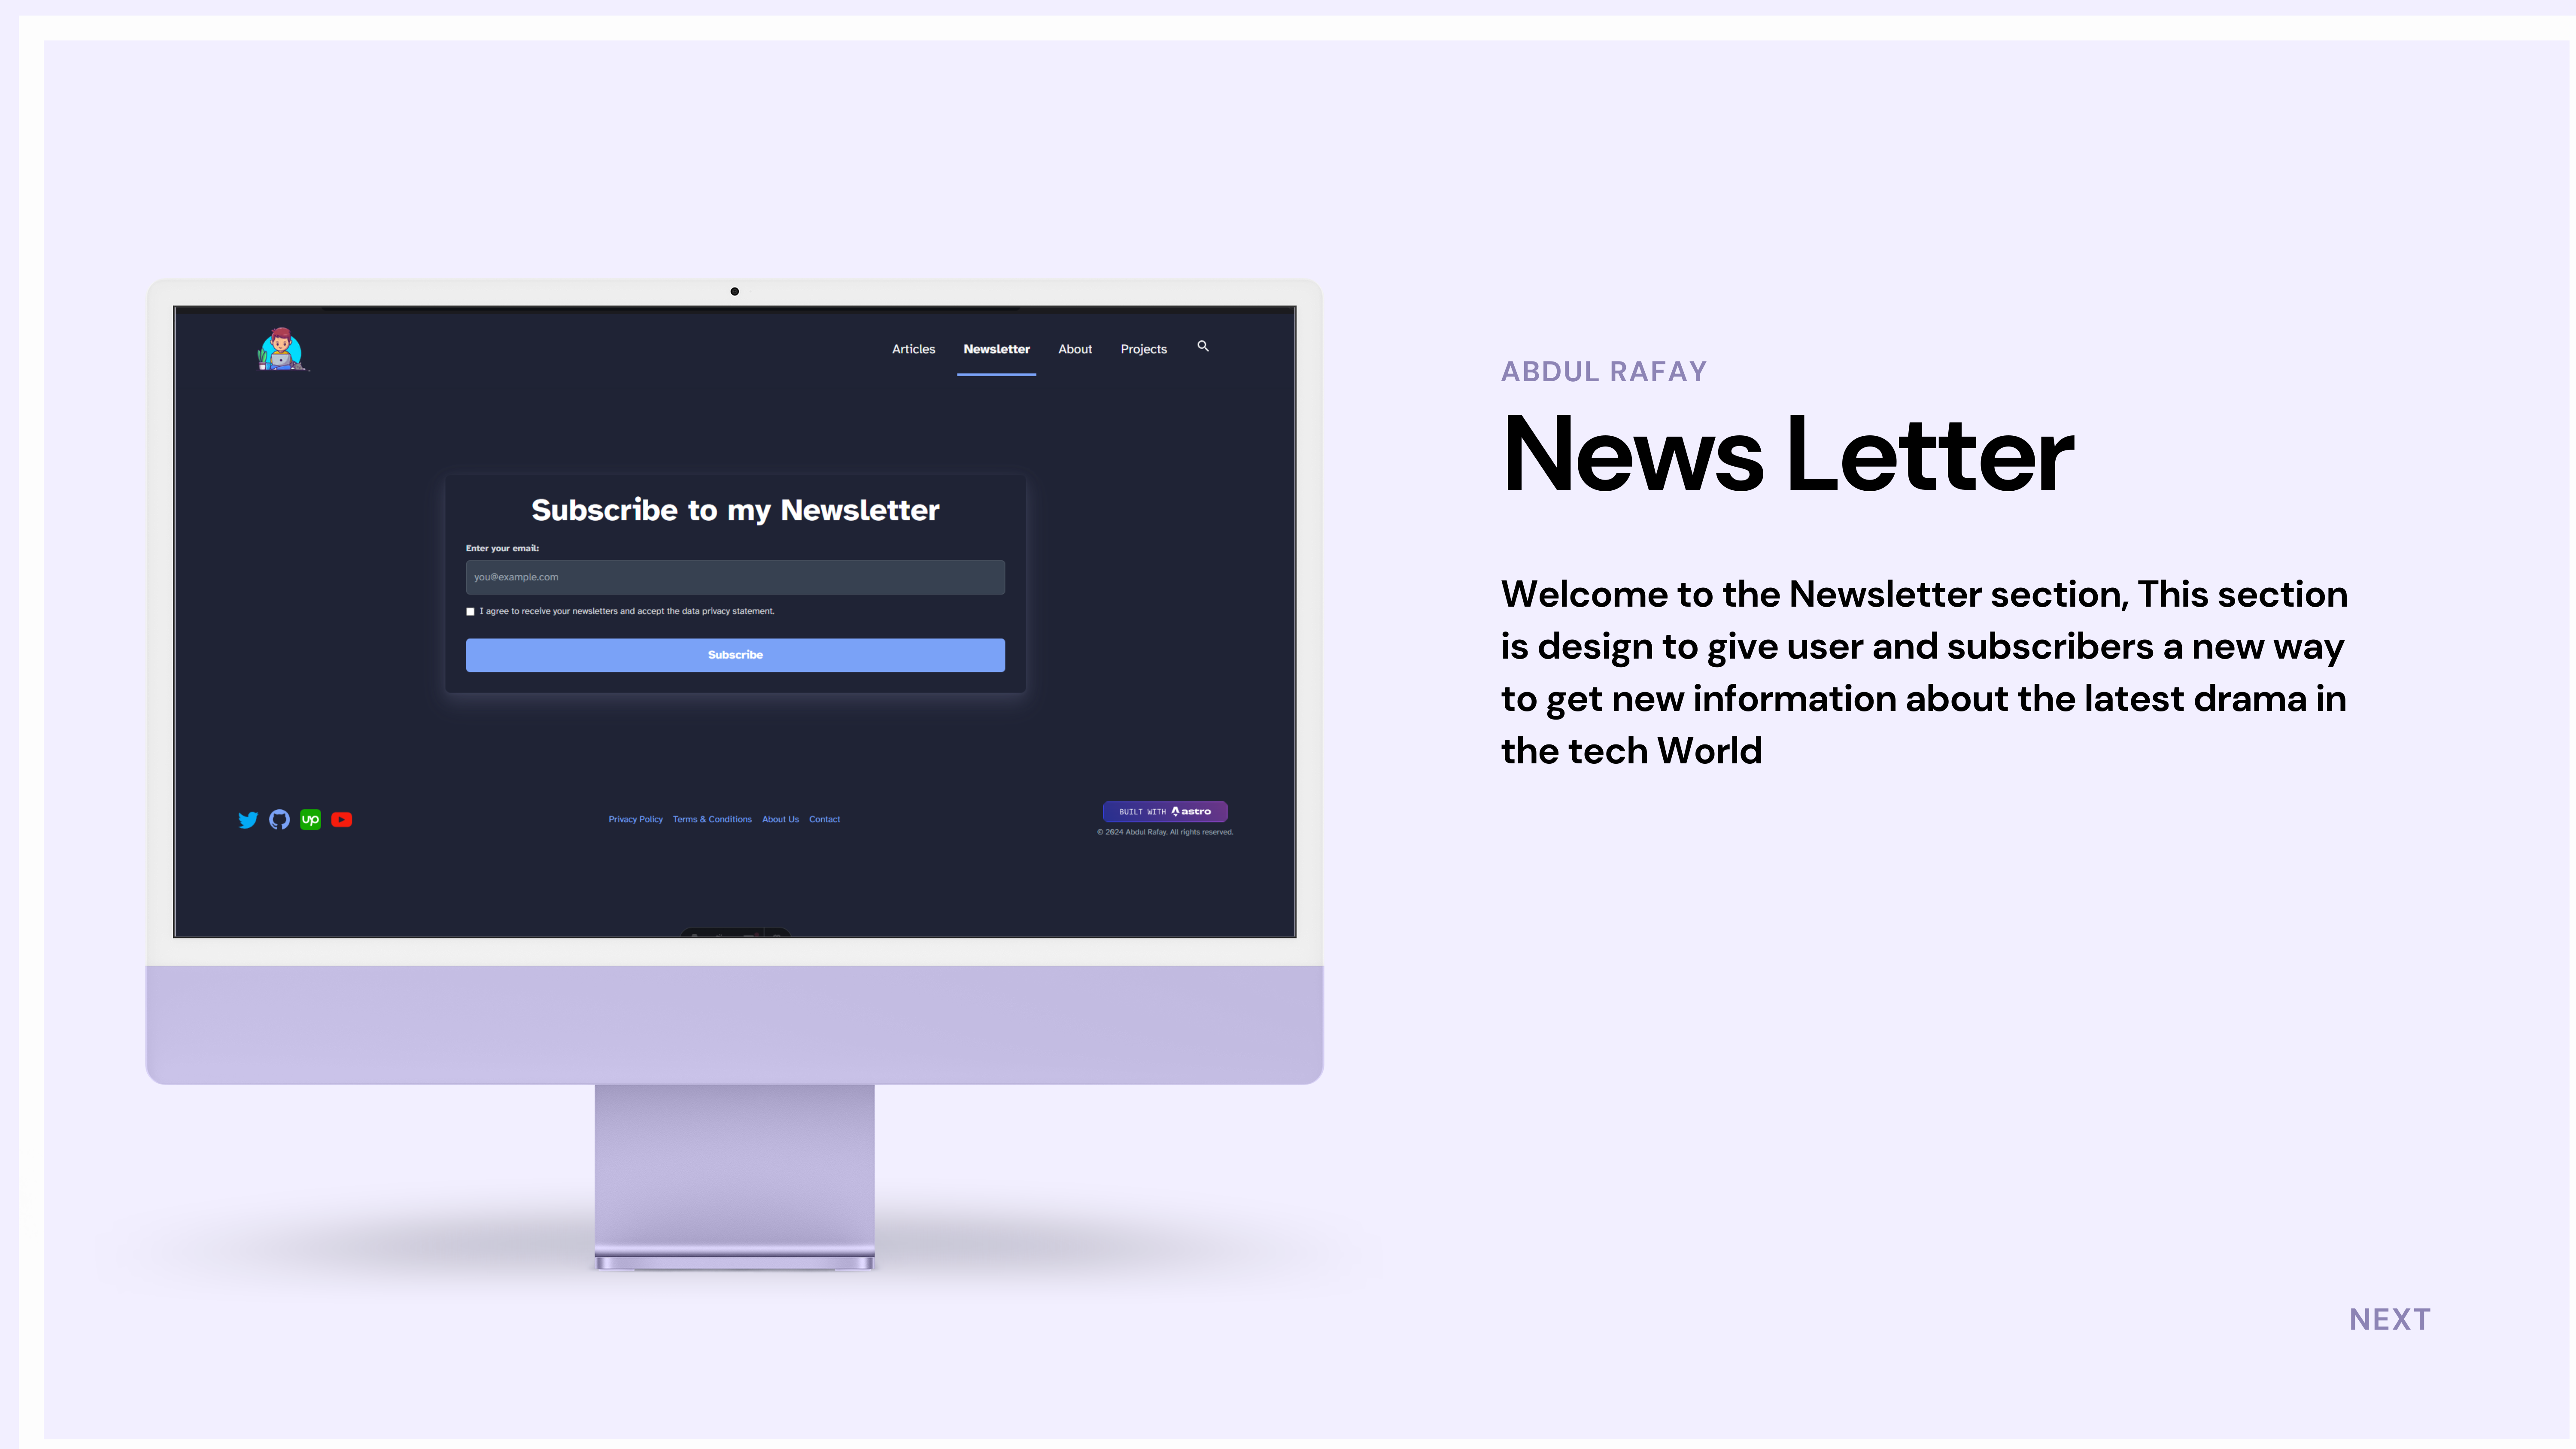 Articles Newsletter About Projects
Subscribe to my Newsletter
Enter your email:
you@example.com
I agree to receive your newsletters and accept the data privacy statement.
Subscribe
up
Privacy Policy Terms & Conditions About Us Contact
BUILT WITH astro
© 2024 Abdul Rafay. All rights reserved.
ABDUL RAFAY
News Letter
Welcome to the Newsletter section, This section
is design to give user and subscribers a new way
to get new information about the latest drama in
the tech World
NEXT